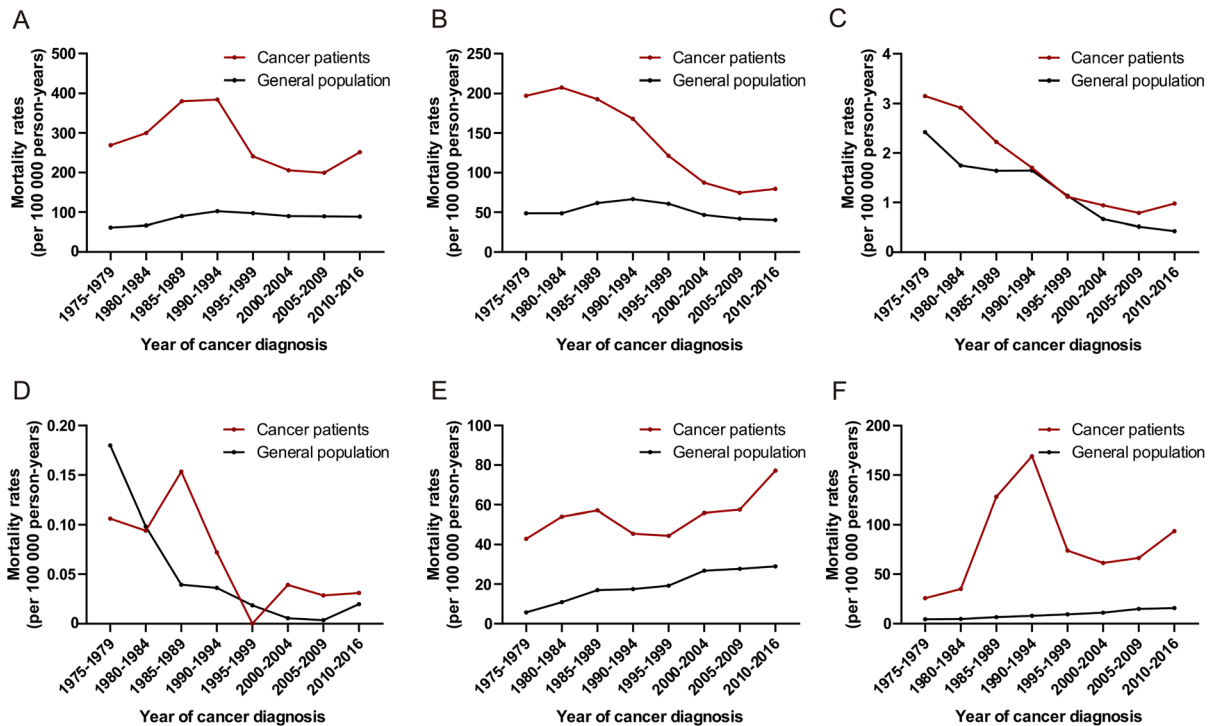 A
Mortality rates
(per 100 000 person-years)
500
400
300
200
100
0
Cancer patients
General population
1975-1979
1980-1984
1985-1989
1990-1994
1995-1999
2000-2004
2005-2009
2010-2016
Year of cancer diagnosis
B
Mortality rates
(per 100 000 person-years)
250
200
150
100
50
0
Cancer patients
General population
1975-1979
1980-1984
1985-1989
1990-1994
1995-1999
2000-2004
2005-2009
2010-2016
Year of cancer diagnosis
C
Mortality rates
(per 100 000 person-years)
4
3
2
1
0
Cancer patients
General population
1975-1979
1980-1984
1985-1989
1990-1994
1995-1999
2000-2004
2005-2009
2010-2016
Year of cancer diagnosis
D
Mortality rates
(per 100 000 person-years)
0.20
0.15
0.10
0.05
0
Cancer patients
General population
1975-1979
1980-1984
1985-1989
1990-1994
1995-1999
2000-2004
2005-2009
2010-2016
Year of cancer diagnosis
E
Mortality rates
(per 100 000 person-years)
100
80
60
40
20
0
Cancer patients
General population
1975-1979
1980-1984
1985-1989
1990-1994
1995-1999
2000-2004
2005-2009
2010-2016
Year of cancer diagnosis
F
Mortality rates
(per 100 000 person-years)
200
150
100
50
0
Cancer patients
General population
1975-1979
1980-1984
1985-1989
1990-1994
1995-1999
2000-2004
2005-2009
2010-2016
Year of cancer diagnosis